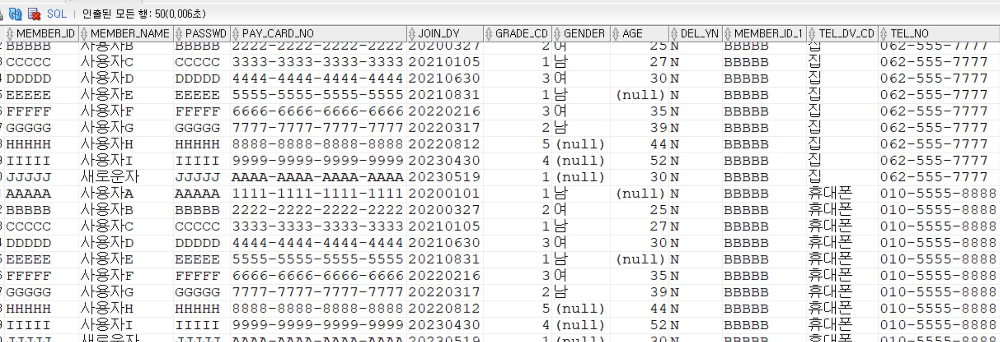 SQL | 인출된 모든 행: 50(0,006초)
MEMBER_ID MEMBER_NAME PASSWD PAY_CARD_NO JOIN_DY GRADE_CD GENDER AGE DEL_YN MEMBER_ID_1 TEL_DV_CD TEL_NO
BBBBB 사용자B BBBBB 2222-2222-2222-2222 20200327 2 여 25 N BBBBB 집 062-555-7777
CCCCC 사용자C CCCCC 3333-3333-3333-3333 20210105 1 남 27 N BBBBB 집 062-555-7777
DDDDD 사용자D DDDDD 4444-4444-4444-4444 20210630 3 여 30 N BBBBB 집 062-555-7777
EEEEE 사용자E EEEEE 5555-5555-5555-5555 20210831 1 남 (null) N BBBBB 집 062-555-7777
FFFFF 사용자F FFFFF 6666-6666-6666-6666 20220216 3 여 35 N BBBBB 집 062-555-7777
GGGGG 사용자G GGGGG 7777-7777-7777-7777 20220317 2 남 39 N BBBBB 집 062-555-7777
HHHHH 사용자H HHHHH 8888-8888-8888-8888 20220812 5 (null) 44 N BBBBB 집 062-555-7777
IIIII 사용자I IIIII 9999-9999-9999-9999 20230430 4 (null) 52 N BBBBB 집 062-555-7777
JJJJJ 새로운자 JJJJJ AAAA-AAAA-AAAA-AAAA 20230519 1 (null) 30 N BBBBB 집 062-555-7777
AAAAA 사용자A AAAAA 1111-1111-1111-1111 20200101 1 남 (null) N BBBBB 휴대폰 010-5555-8888
BBBBB 사용자B BBBBB 2222-2222-2222-2222 20200327 2 여 25 N BBBBB 휴대폰 010-5555-8888
CCCCC 사용자C CCCCC 3333-3333-3333-3333 20210105 1 남 27 N BBBBB 휴대폰 010-5555-8888
DDDDD 사용자D DDDDD 4444-4444-4444-4444 20210630 3 여 30 N BBBBB 휴대폰 010-5555-8888
EEEEE 사용자E EEEEE 5555-5555-5555-5555 20210831 1 남 (null) N BBBBB 휴대폰 010-5555-8888
FFFFF 사용자F FFFFF 6666-6666-6666-6666 20220216 3 여 35 N BBBBB 휴대폰 010-5555-8888
GGGGG 사용자G GGGGG 7777-7777-7777-7777 20220317 2 남 39 N BBBBB 휴대폰 010-5555-8888
HHHHH 사용자H HHHHH 8888-8888-8888-8888 20220812 5 (null) 44 N BBBBB 휴대폰 010-5555-8888
IIIII 사용자I IIIII 9999-9999-9999-9999 20230430 4 (null) 52 N BBBBB 휴대폰 010-5555-8888
JJJJJ 새로운자 JJJJJ AAAA-AAAA-AAAA-AAAA 20230519 1 (null) 30 N BBBBB 휴대폰 010-5555-8888